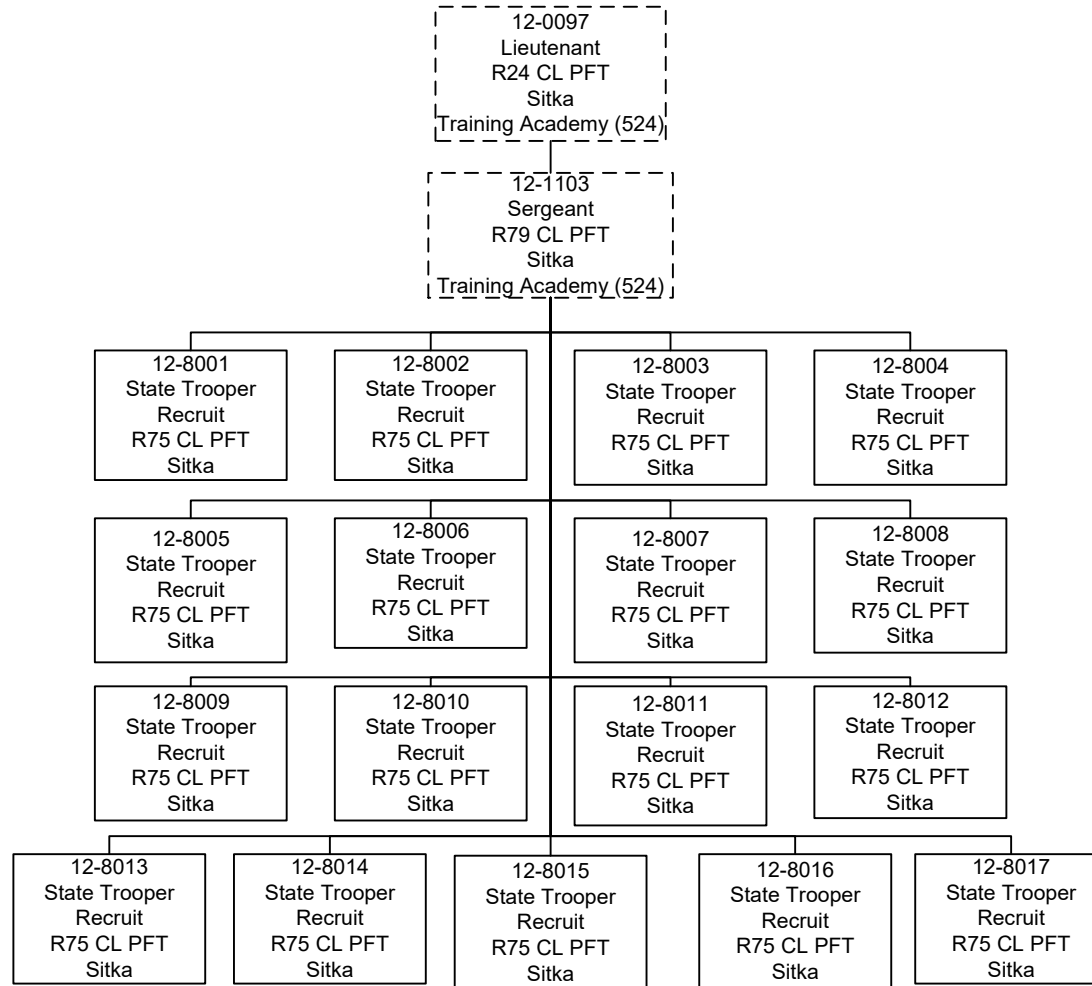 12-0097
Lieutenant
R24 CL PFT
Sitka
Training Academy (524)
12-1103
Sergeant
R79 CL PFT
Sitka
Training Academy (524)
12-8001
State Trooper
Recruit
R75 CL PFT
Sitka
12-8002
State Trooper
Recruit
R75 CL PFT
Sitka
12-8003
State Trooper
Recruit
R75 CL PFT
Sitka
12-8004
State Trooper
Recruit
R75 CL PFT
Sitka
12-8005
State Trooper
Recruit
R75 CL PFT
Sitka
12-8006
State Trooper
Recruit
R75 CL PFT
Sitka
12-8007
State Trooper
Recruit
R75 CL PFT
Sitka
12-8008
State Trooper
Recruit
R75 CL PFT
Sitka
12-8009
State Trooper
Recruit
R75 CL PFT
Sitka
12-8010
State Trooper
Recruit
R75 CL PFT
Sitka
12-8011
State Trooper
Recruit
R75 CL PFT
Sitka
12-8012
State Trooper
Recruit
R75 CL PFT
Sitka
12-8013
State Trooper
Recruit
R75 CL PFT
Sitka
12-8014
State Trooper
Recruit
R75 CL PFT
Sitka
12-8015
State Trooper
Recruit
R75 CL PFT
Sitka
12-8016
State Trooper
Recruit
R75 CL PFT
Sitka
12-8017
State Trooper
Recruit
R75 CL PFT
Sitka